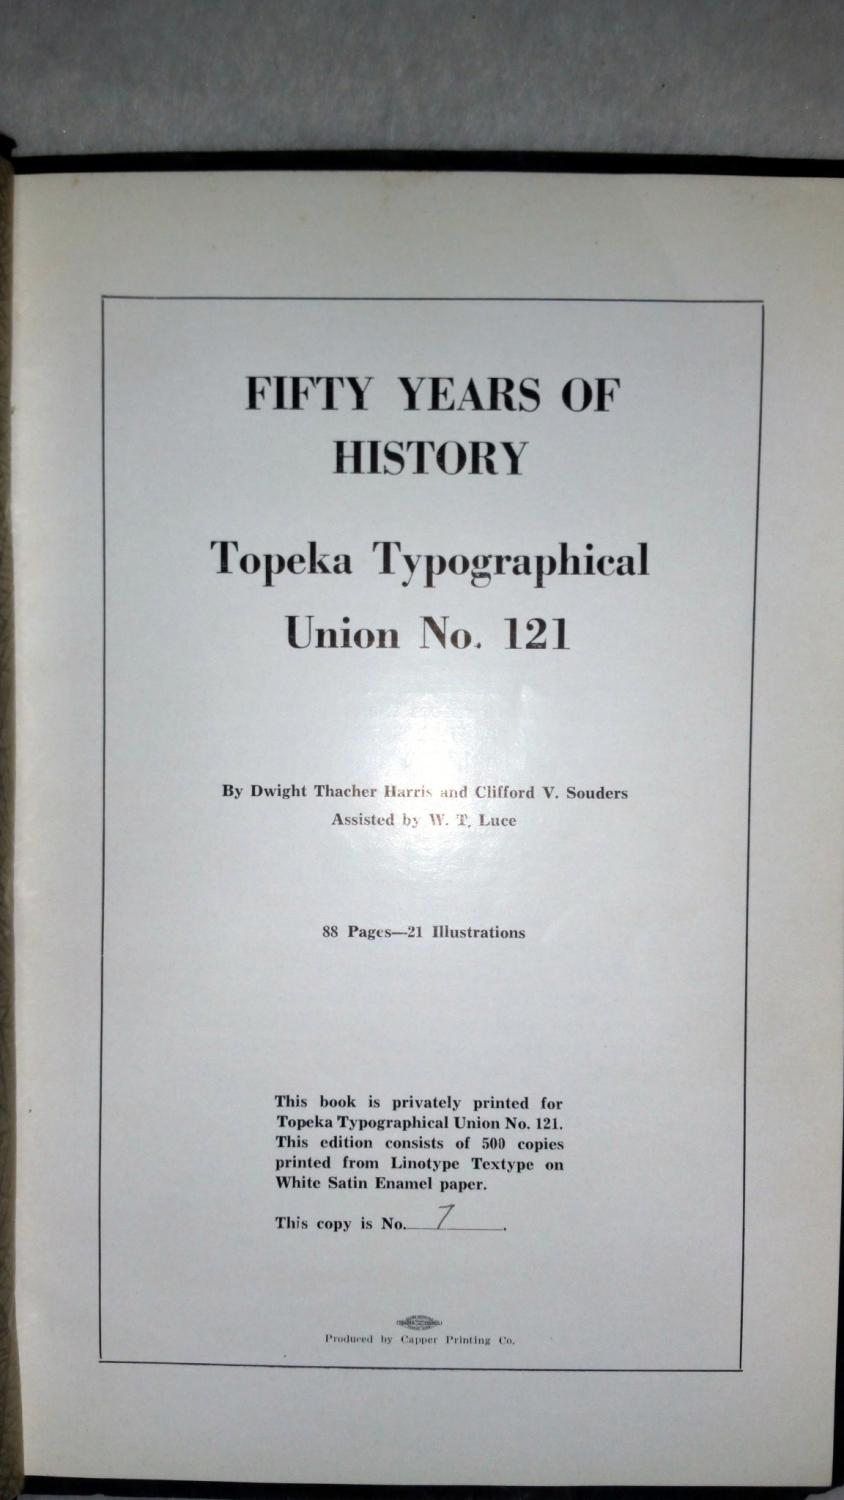 FIFTY YEARS OF
HISTORY
Topeka Typographical
Union No. 121
By Dwight Thacher Harris and Clifford V. Souders
Assisted by W. T. Luce
88 Pages—21 Illustrations
This book is privately printed for
Topeka Typographical Union No. 121.
This edition consists of 500 copies
printed from Linotype Textype on
White Satin Enamel paper.
This copy is No. 7.
Produced by Capper Printing Co.